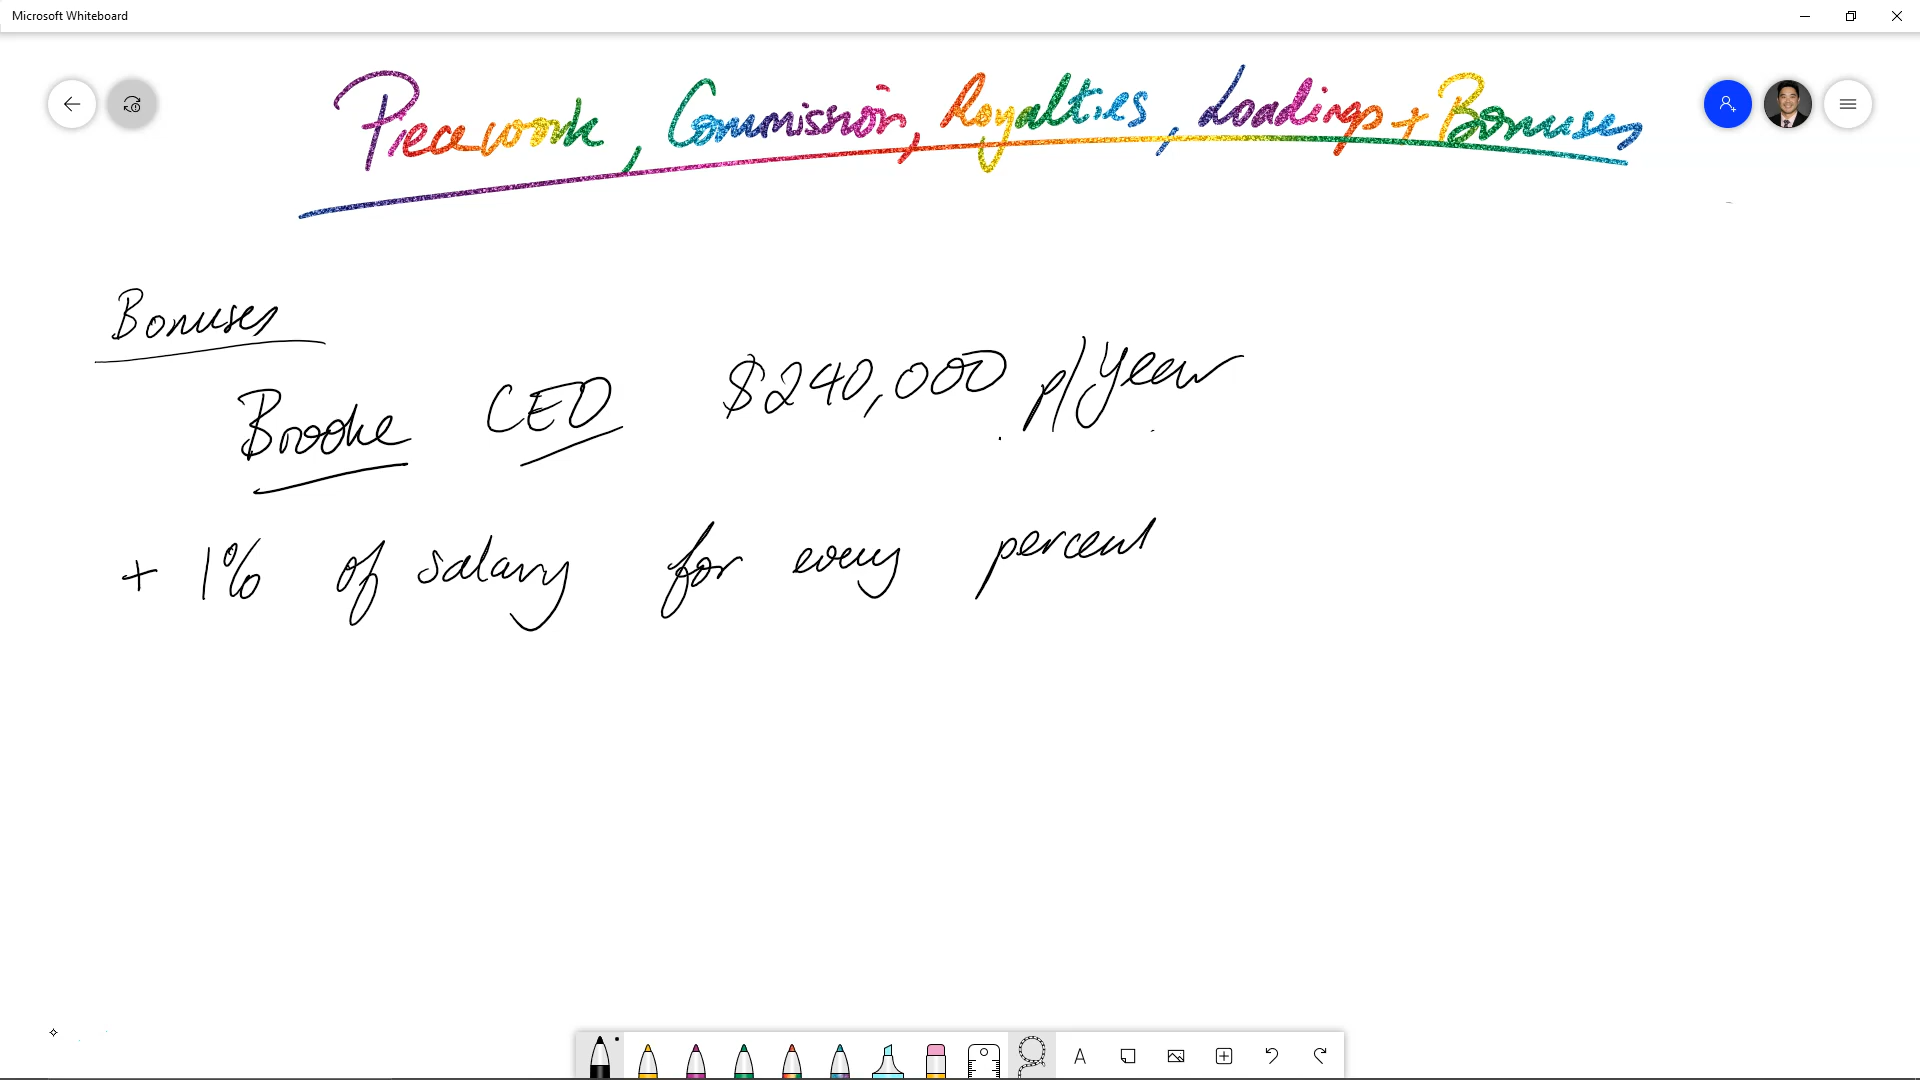 Microsoft Whiteboard
Piecework, Commission, Royalties, Loadings + Bonuses
Bonuses
Brooke CEO $240,000 p/year
+ 1% of salary for every percent
A